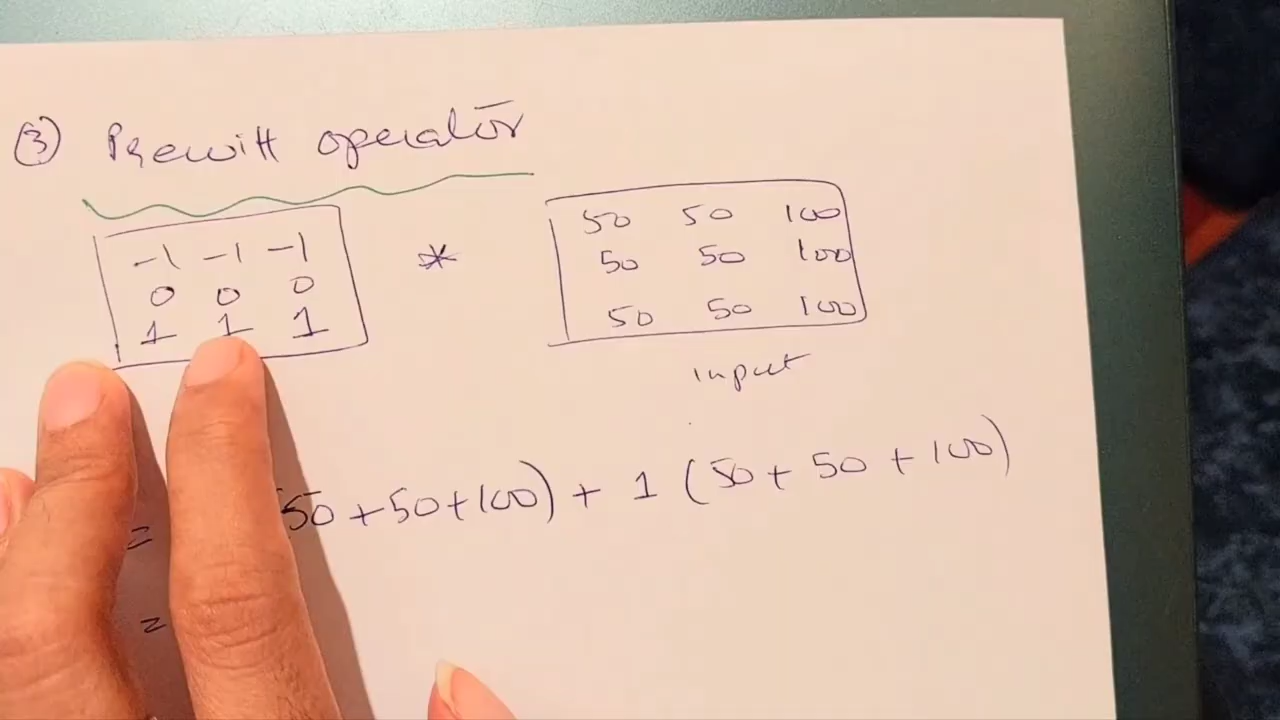 ③ Prewitt operator
-1 -1 -1 * 50 50 100
0 0 0 50 50 100
1 1 1 50 50 100
input
= 50+50+100) + 1 (50+ 50 + 100)
=